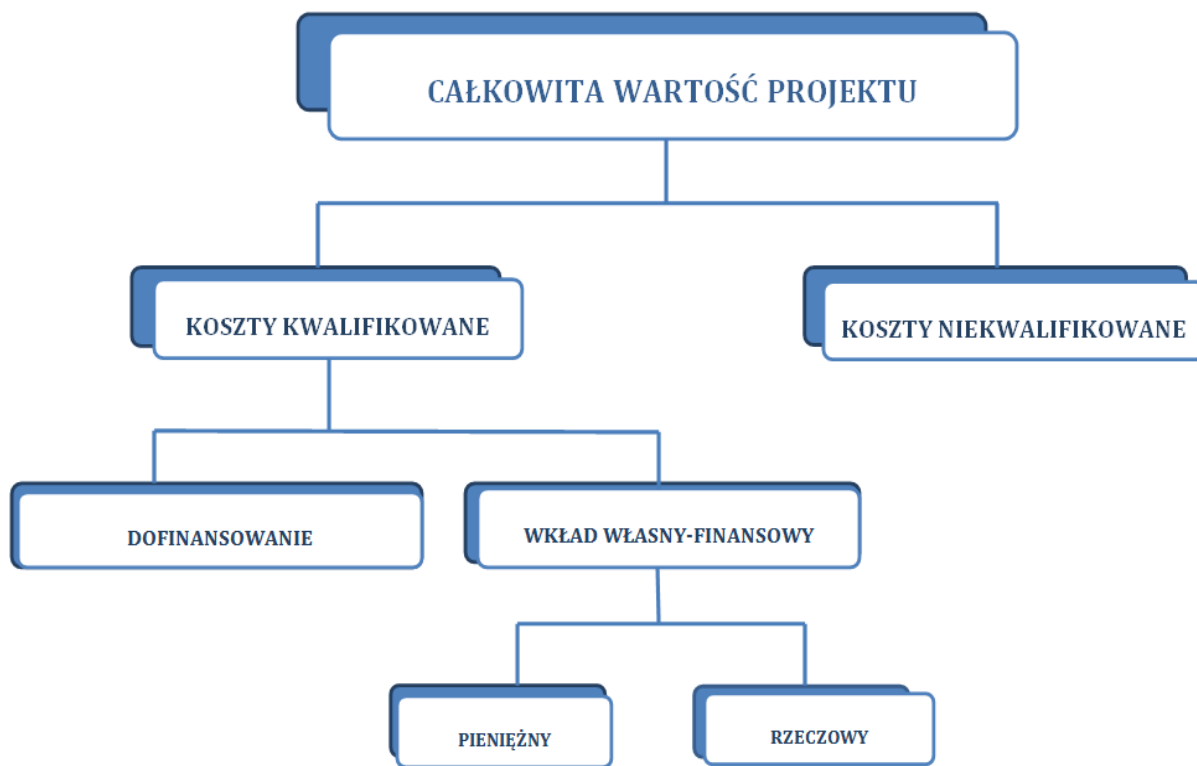 CAŁKOWITA WARTOŚĆ PROJEKTU
KOSZTY KWALIFIKOWANE
KOSZTY NIEKWALIFIKOWANE
DOFINANSOWANIE
WKŁAD WŁASNY-FINANSOWY
PIENIĘŻNY
RZECZOWY